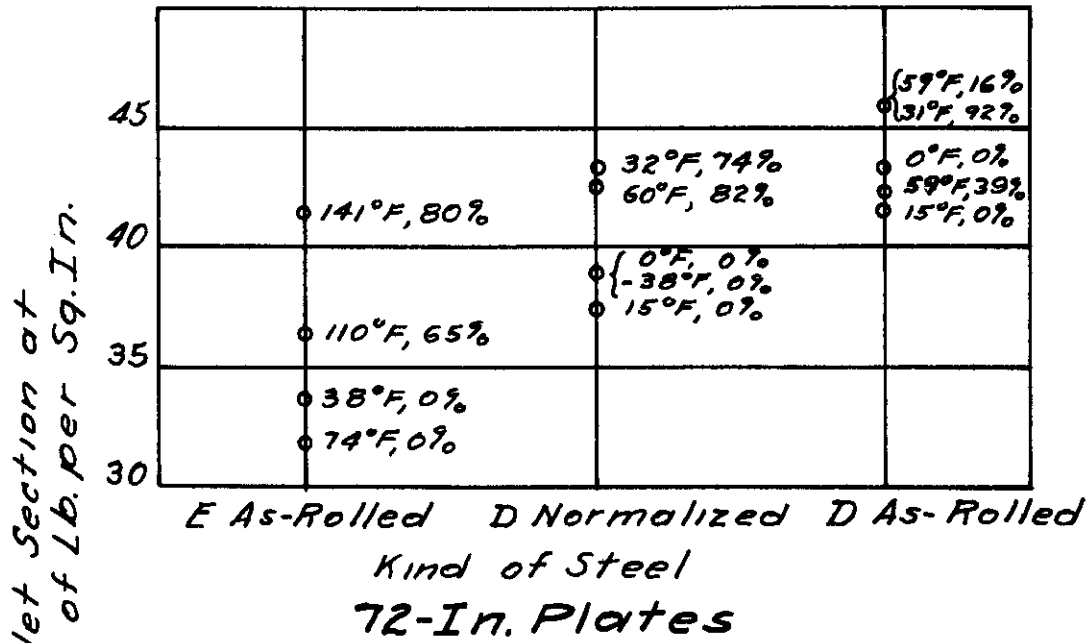 45
40
35
30
let Section at
of Lb. per Sq. In.
141°F, 80%
110°F, 65%
38°F, 0%
74°F, 0%
32°F, 74%
60°F, 82%
0°F, 0%
-38°F, 0%
15°F, 0%
59°F, 16%
31°F, 92%
0°F, 0%
59°F, 39%
15°F, 0%
E As-Rolled D Normalized D As-Rolled
Kind of Steel
72-In. Plates